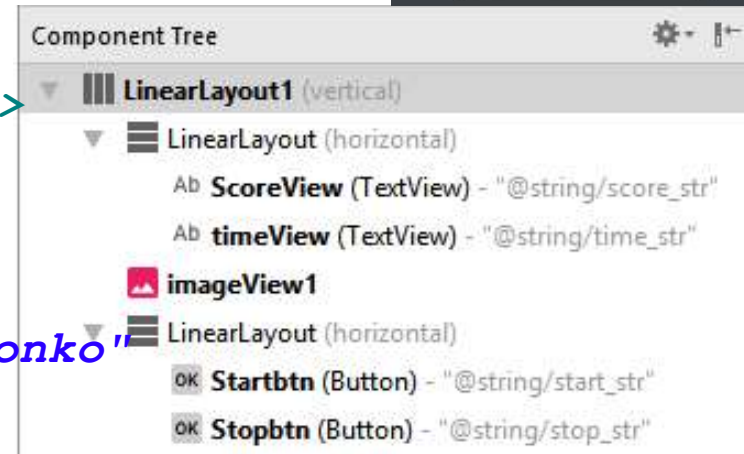 Component Tree
>
LinearLayout1 (vertical)
LinearLayout (horizontal)
Ab ScoreView (TextView) - "@string/score_str"
Ab timeView (TextView) - "@string/time_str"
imageView1
onko"
LinearLayout (horizontal)
OK Startbtn (Button) - "@string/start_str"
OK Stopbtn (Button) - "@string/stop_str"